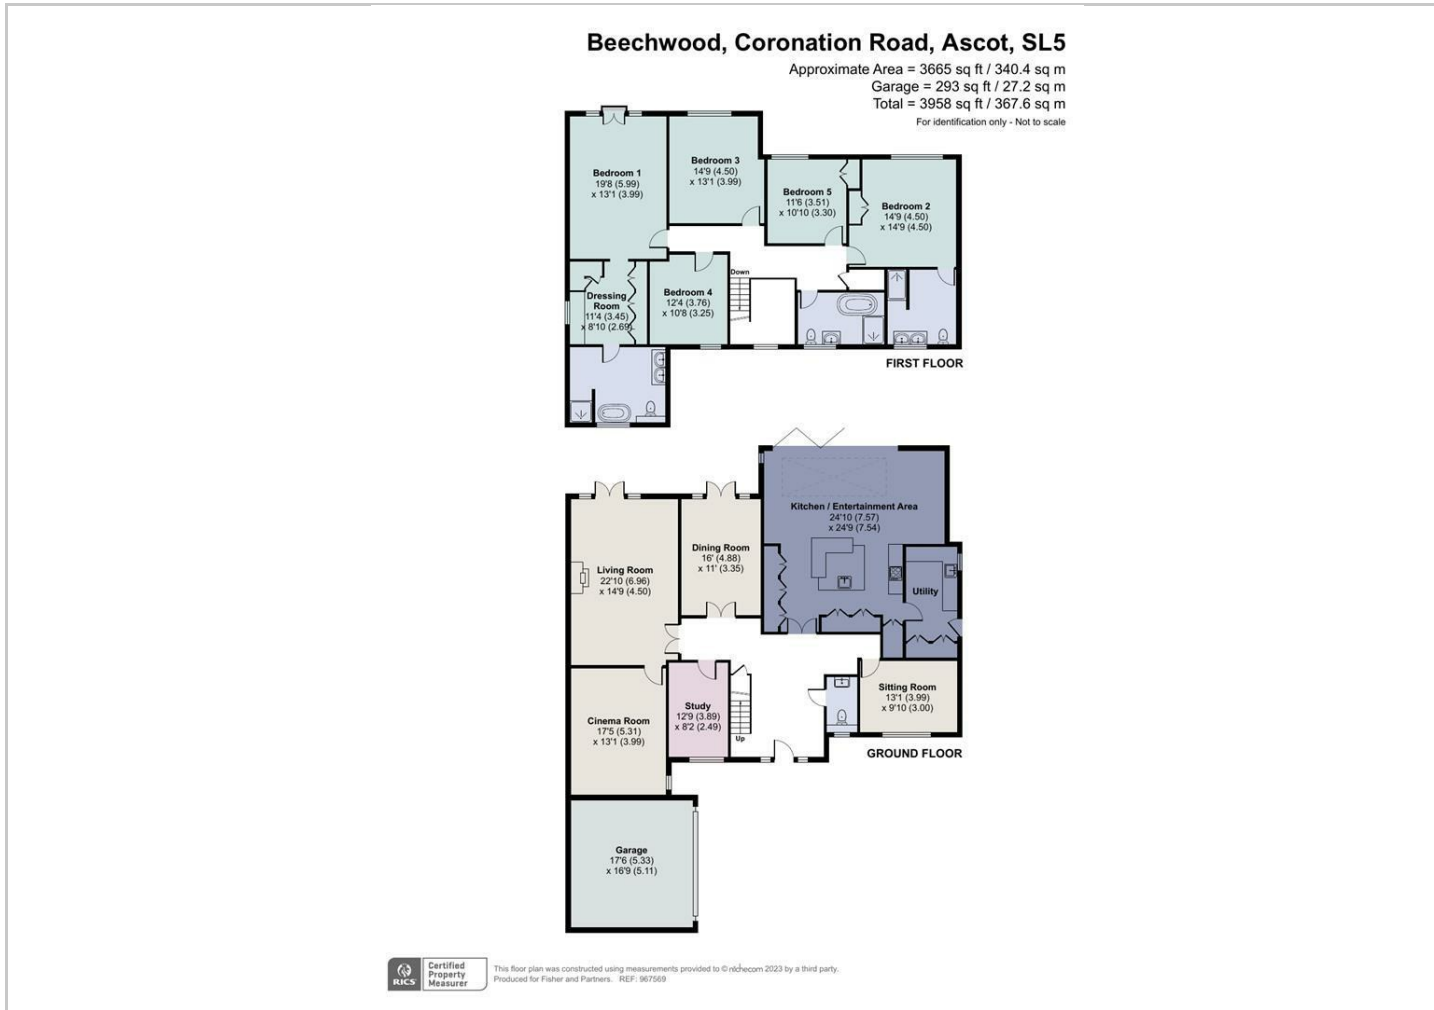 Beechwood, Coronation Road, Ascot, SL5
Approximate Area = 3665 sq ft / 340.4 sq m
Garage = 293 sq ft / 27.2 sq m
Total = 3958 sq ft / 367.6 sq m
For identification only - Not to scale
Bedroom 1
19'8 (5.99)
x 13'1 (3.99)
Bedroom 3
14'9 (4.50)
x 13'1 (3.99)
Bedroom 5
11'6 (3.51)
x 10'10 (3.30)
Bedroom 2
14'9 (4.50)
x 14'9 (4.50)
Dressing
Room
11'4 (3.45)
x 8'10 (2.69)
Bedroom 4
12'4 (3.76)
x 10'8 (3.25)
Down
FIRST FLOOR
Kitchen / Entertainment Area
24'10 (7.57)
x 24'9 (7.54)
Dining Room
16' (4.88)
x 11' (3.35)
Living Room
22'10 (6.96)
x 14'9 (4.50)
Utility
Sitting Room
13'1 (3.99)
x 9'10 (3.00)
Study
12'9 (3.89)
x 8'2 (2.49)
Cinema Room
17'5 (5.31)
x 13'1 (3.99)
Up
GROUND FLOOR
Garage
17'6 (5.33)
x 16'9 (5.11)
RICS
Certified
Property
Measurer
This floor plan was constructed using measurements provided to © ntchecom 2023 by a third party.
Produced for Fisher and Partners. REF: 967569